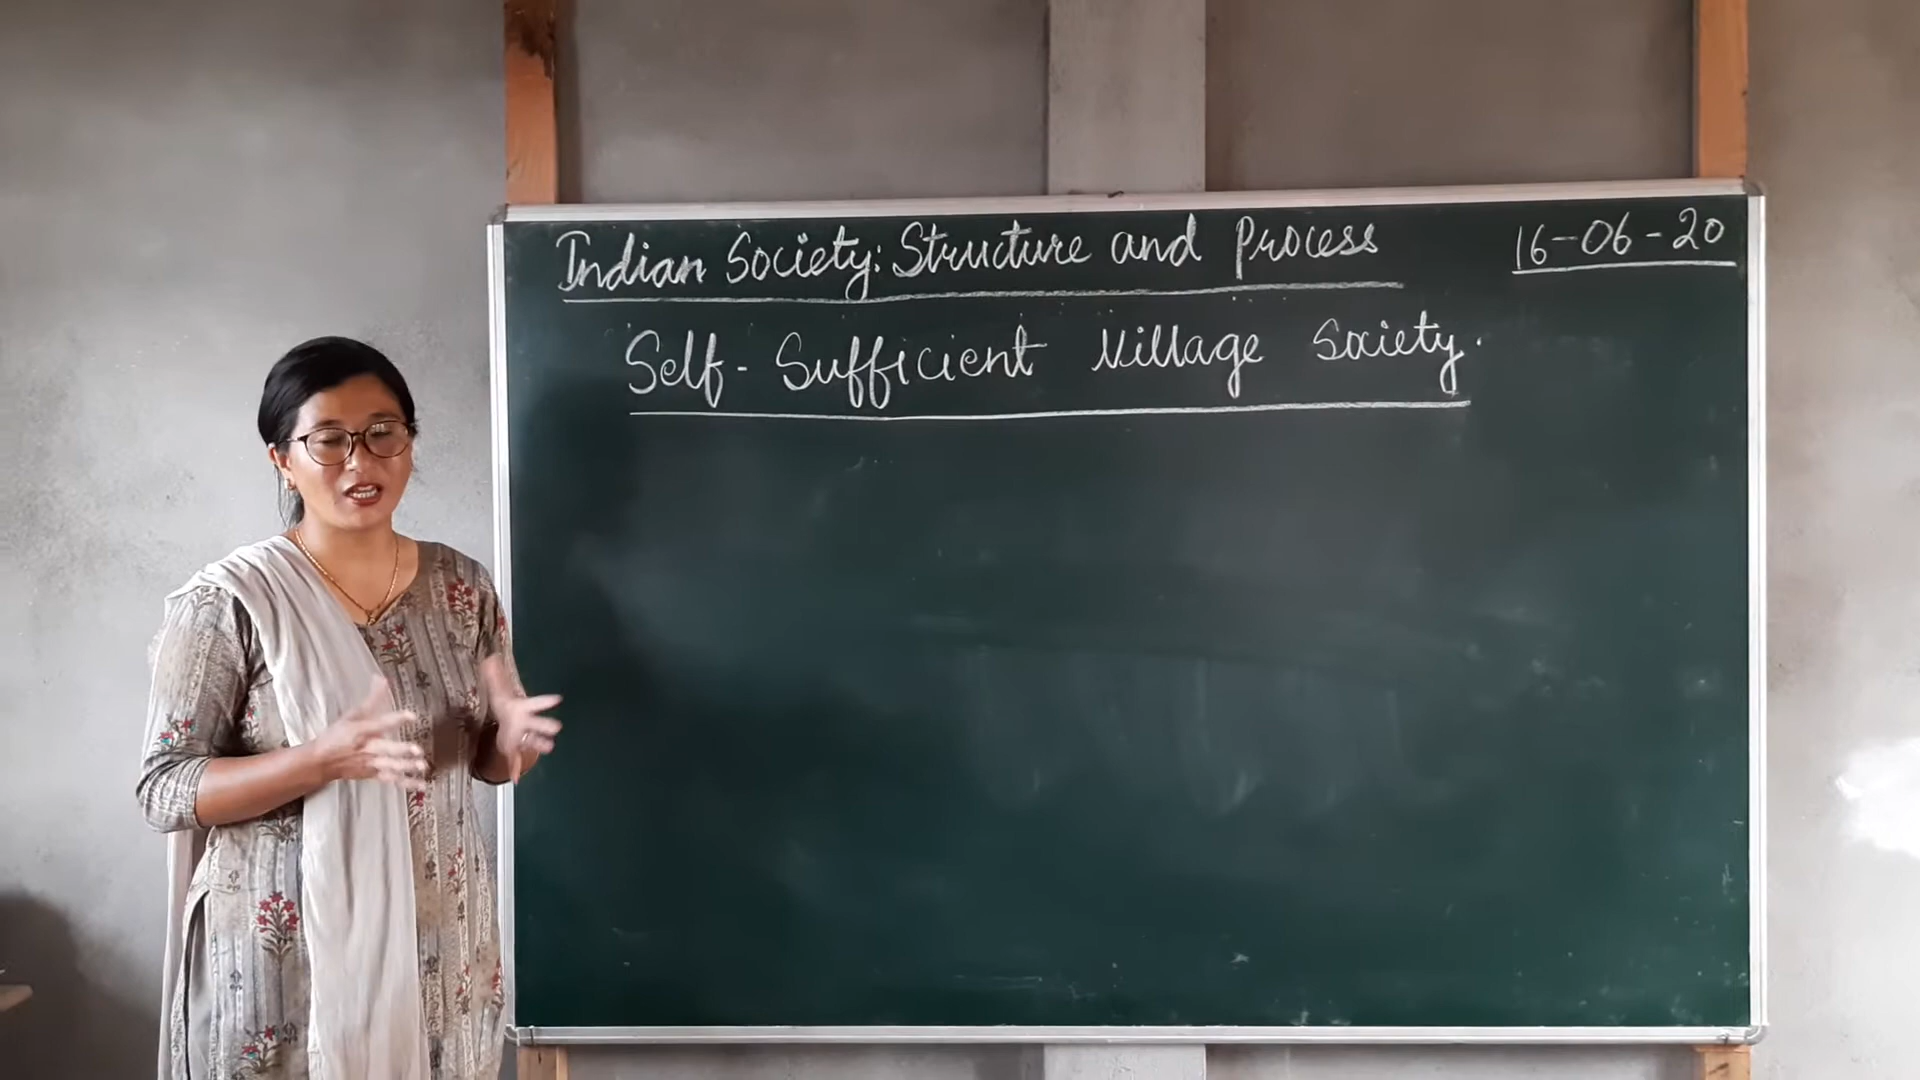 Indian Society: Structure and Process
16-06-20
Self-Sufficient Village Society.